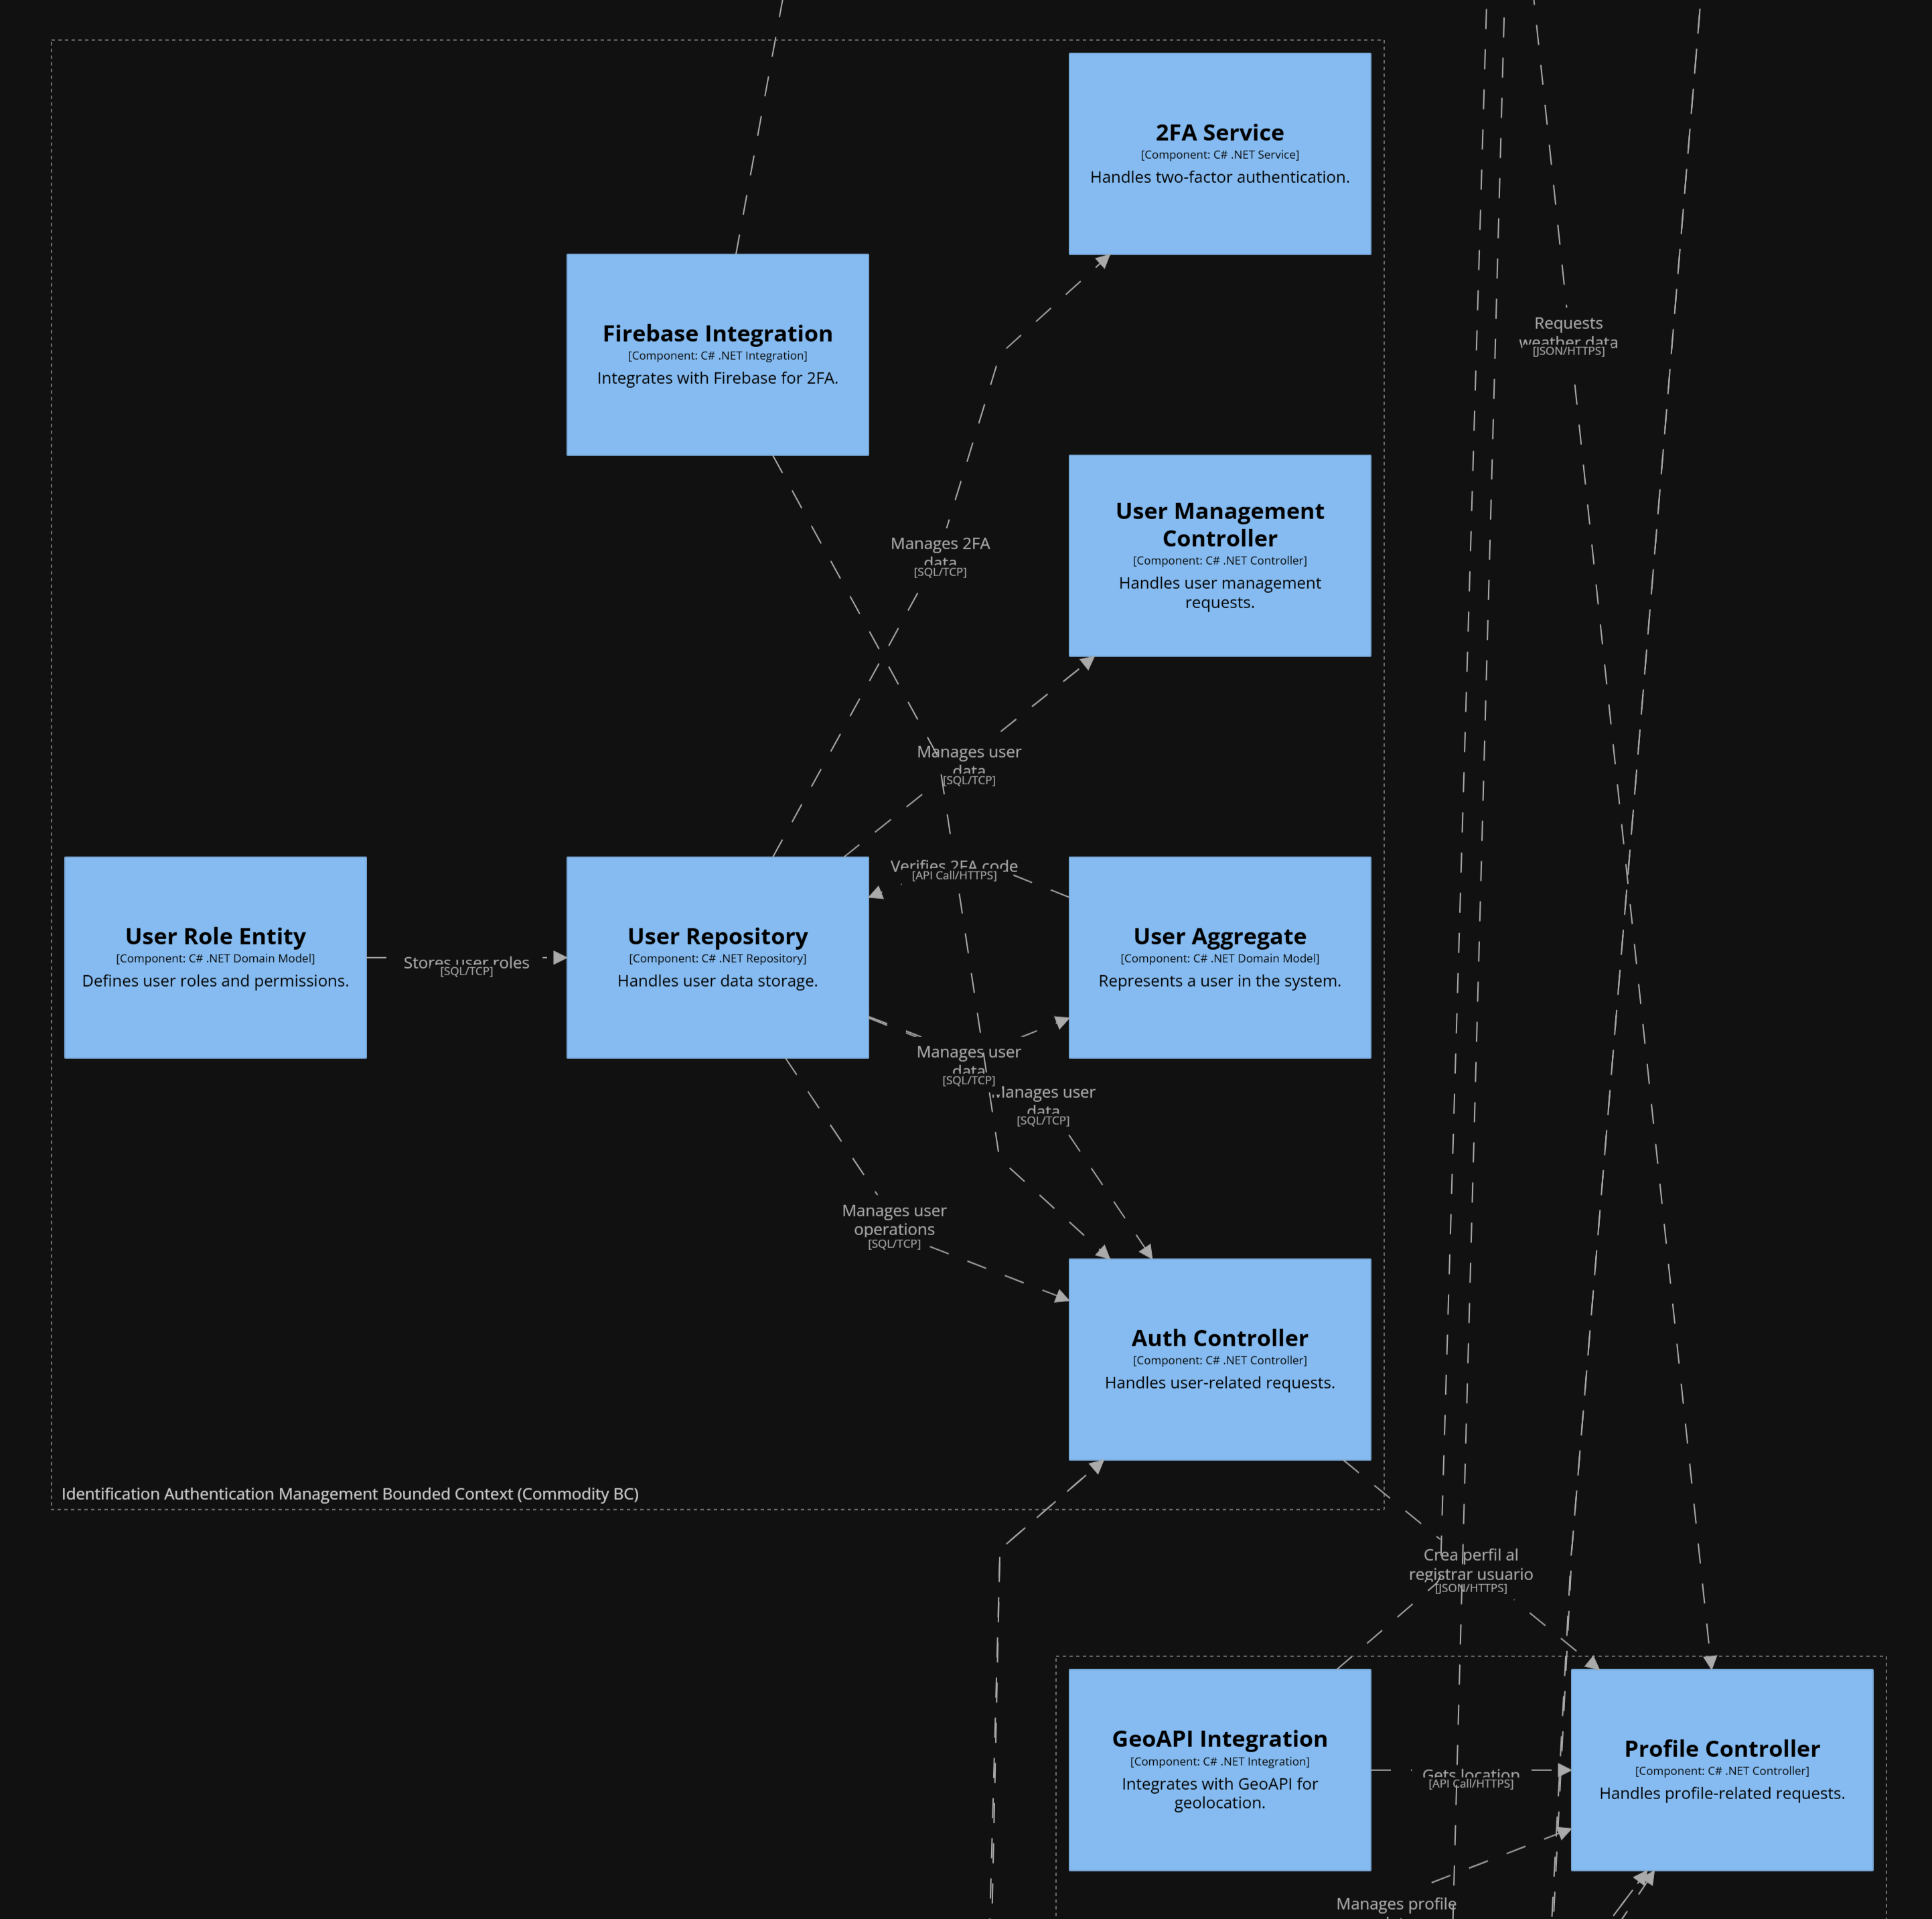 2FA Service
[Component: C# .NET Service]
Handles two-factor authentication.
Firebase Integration
[Component: C# .NET Integration]
Integrates with Firebase for 2FA.
Requests
weather data
[JSON/HTTPS]
Manages 2FA
data
[SQL/TCP]
User Management
Controller
[Component: C# .NET Controller]
Handles user management
requests.
Manages user
data
[SQL/TCP]
Verifies 2FA code
[API Call/HTTPS]
User Role Entity
[Component: C# .NET Domain Model]
Defines user roles and permissions.
Stores user roles
[SQL/TCP]
User Repository
[Component: C# .NET Repository]
Handles user data storage.
User Aggregate
[Component: C# .NET Domain Model]
Represents a user in the system.
Manages user
data
[SQL/TCP]
Manages user
data
[SQL/TCP]
Manages user
operations
[SQL/TCP]
Auth Controller
[Component: C# .NET Controller]
Handles user-related requests.
Identification Authentication Management Bounded Context (Commodity BC)
Crea perfil al
registrar usuario
[JSON/HTTPS]
GeoAPI Integration
[Component: C# .NET Integration]
Integrates with GeoAPI for
geolocation.
Gets location
[API Call/HTTPS]
Profile Controller
[Component: C# .NET Controller]
Handles profile-related requests.
Manages profile